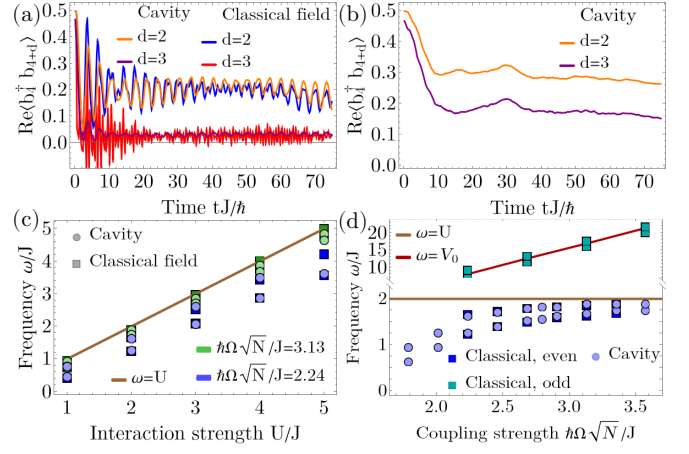 (a)
Cavity
Classical field
d=2
d=2
d=3
d=3
Re⟨b₄† b₄₊d⟩
0.5
0.4
0.3
0.2
0.1
0.0
0 10 20 30 40 50 60 70
Time tJ/ħ
(b)
Cavity
d=2
d=3
Re⟨b₄† b₄₊d⟩
0.5
0.4
0.3
0.2
0.1
0.0
0 10 20 30 40 50 60 70
Time tJ/ħ
(c)
Cavity
Classical field
ħΩ√N/J=3.13
ω=U
ħΩ√N/J=2.24
Frequency ω/J
5
4
3
2
1
0
1 2 3 4 5
Interaction strength U/J
(d)
ω=U
ω=V₀
Classical, even
Cavity
Classical, odd
Frequency ω/J
20
15
10
2
1
0
2.0 2.5 3.0 3.5
Coupling strength ħΩ√N/J